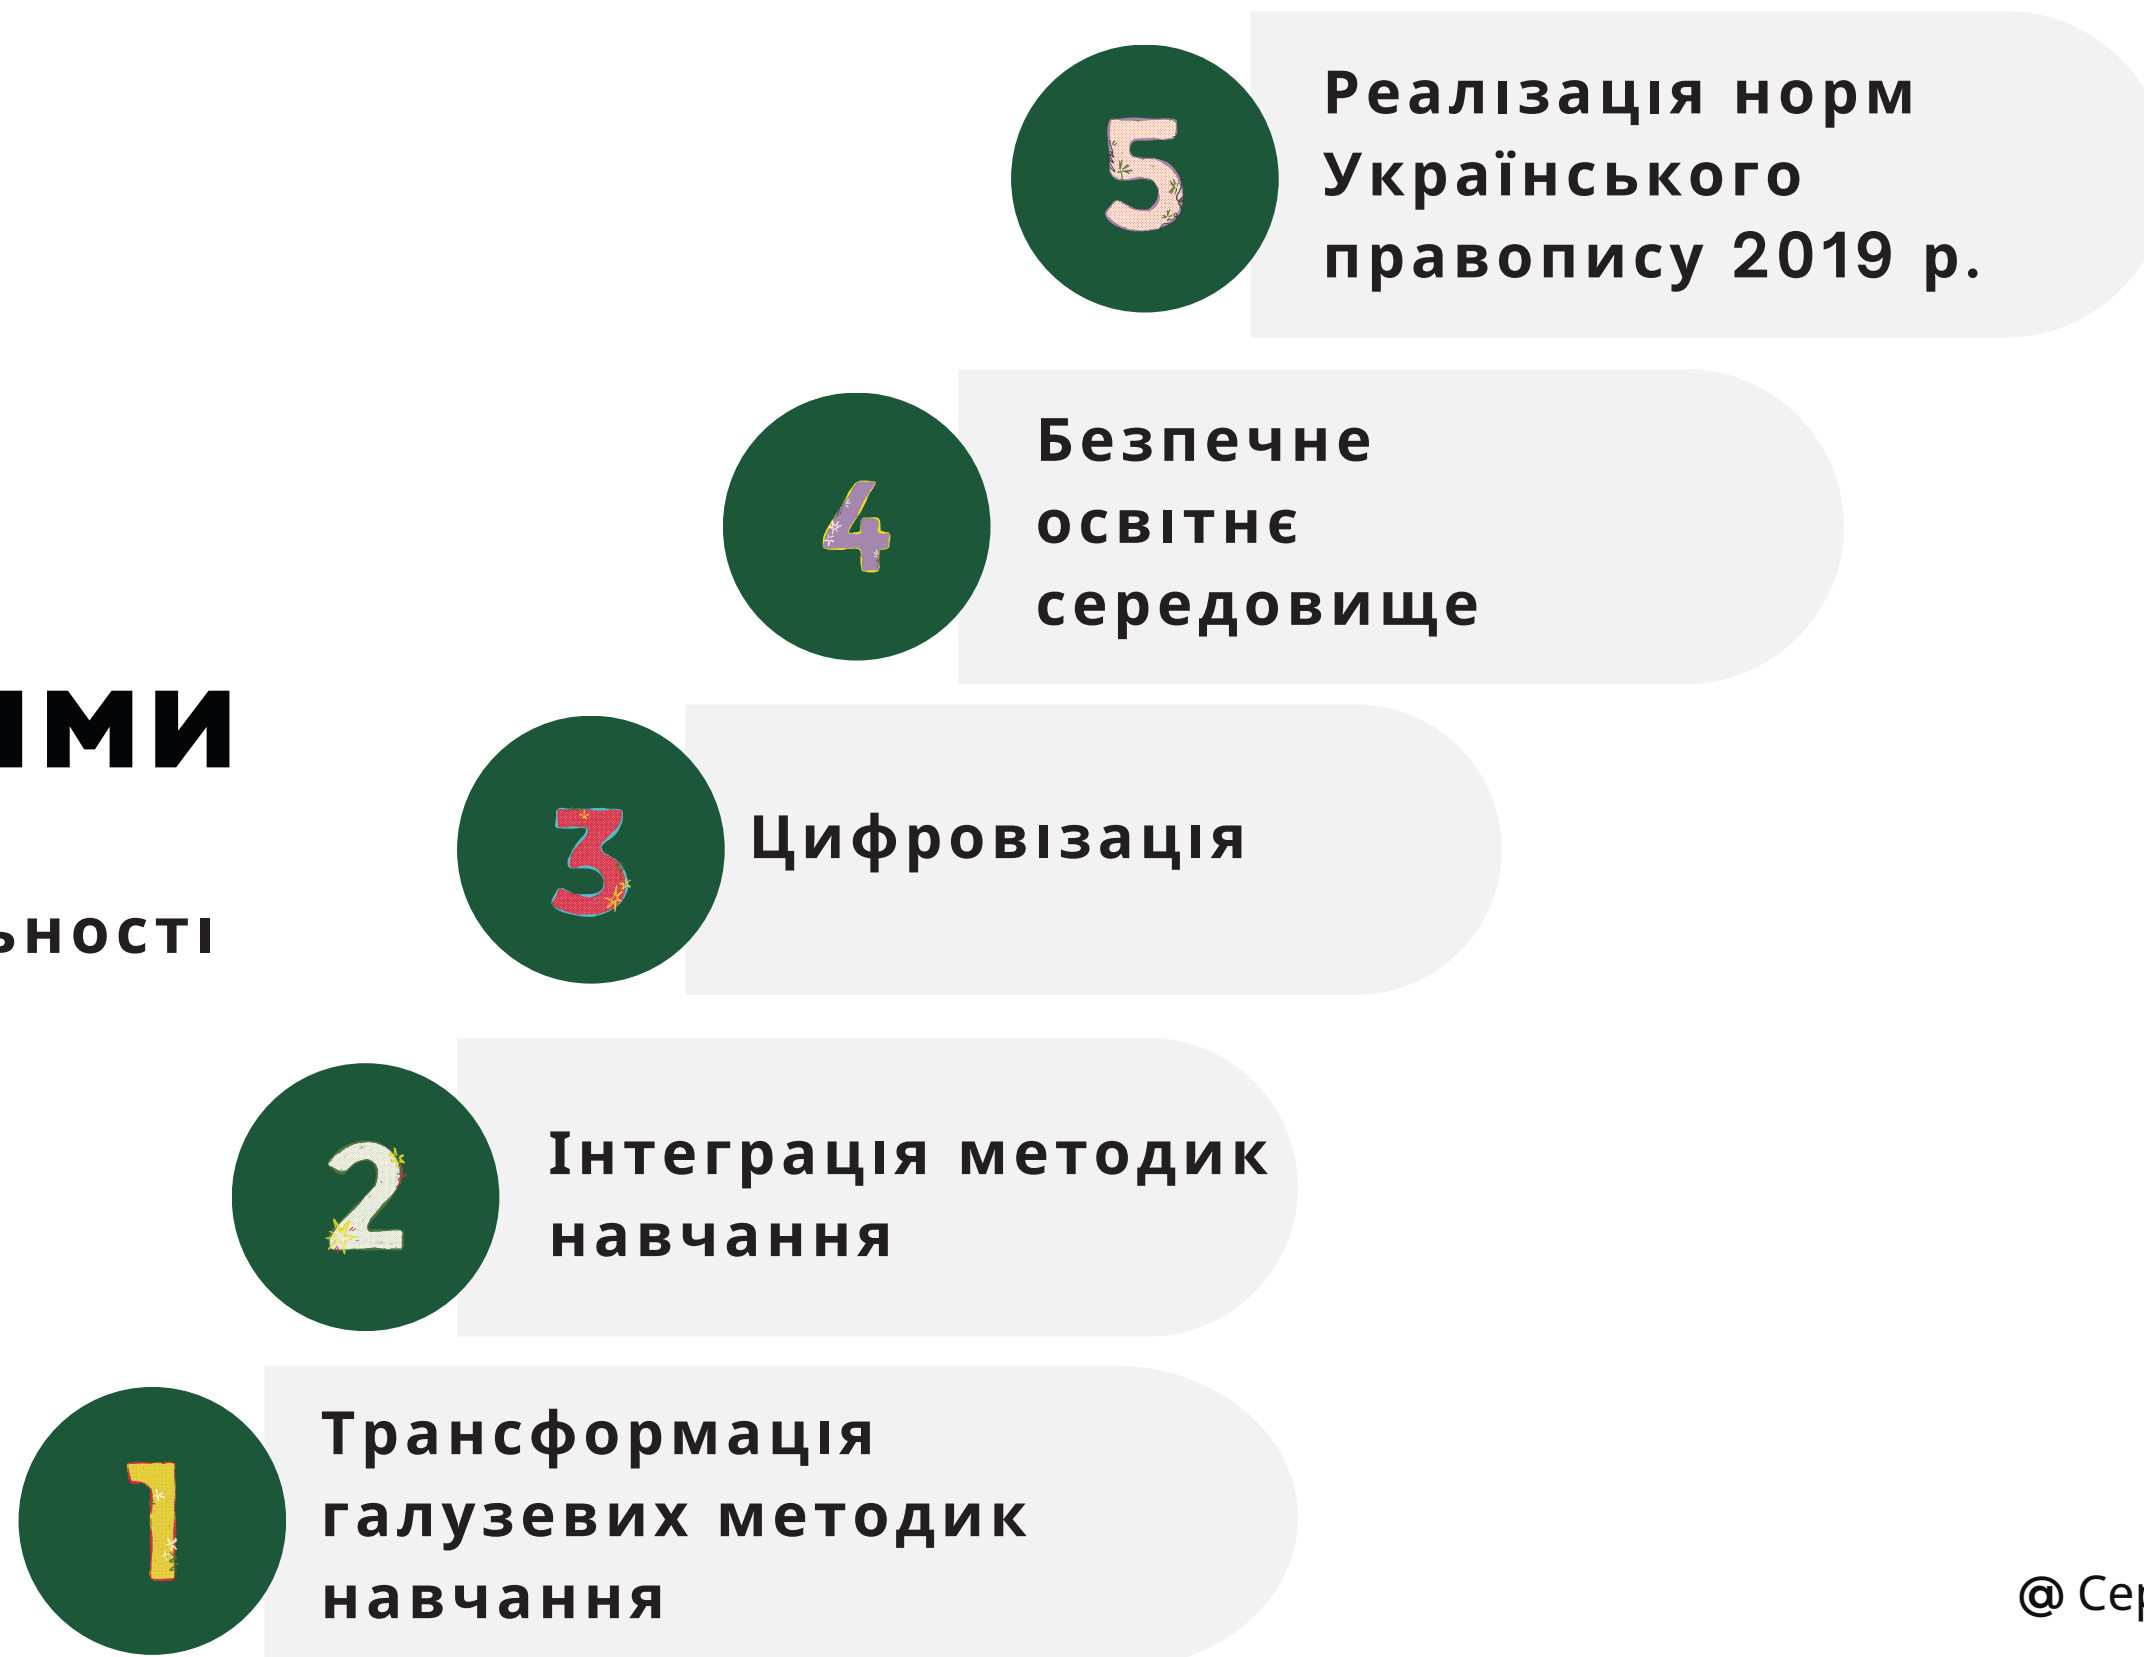 5
Реалізація норм
Українського
правопису 2019 р.
4
Безпечне
освітнє
середовище
3
Цифровізація
2
Інтеграція методик
навчання
1
Трансформація
галузевих методик
навчання